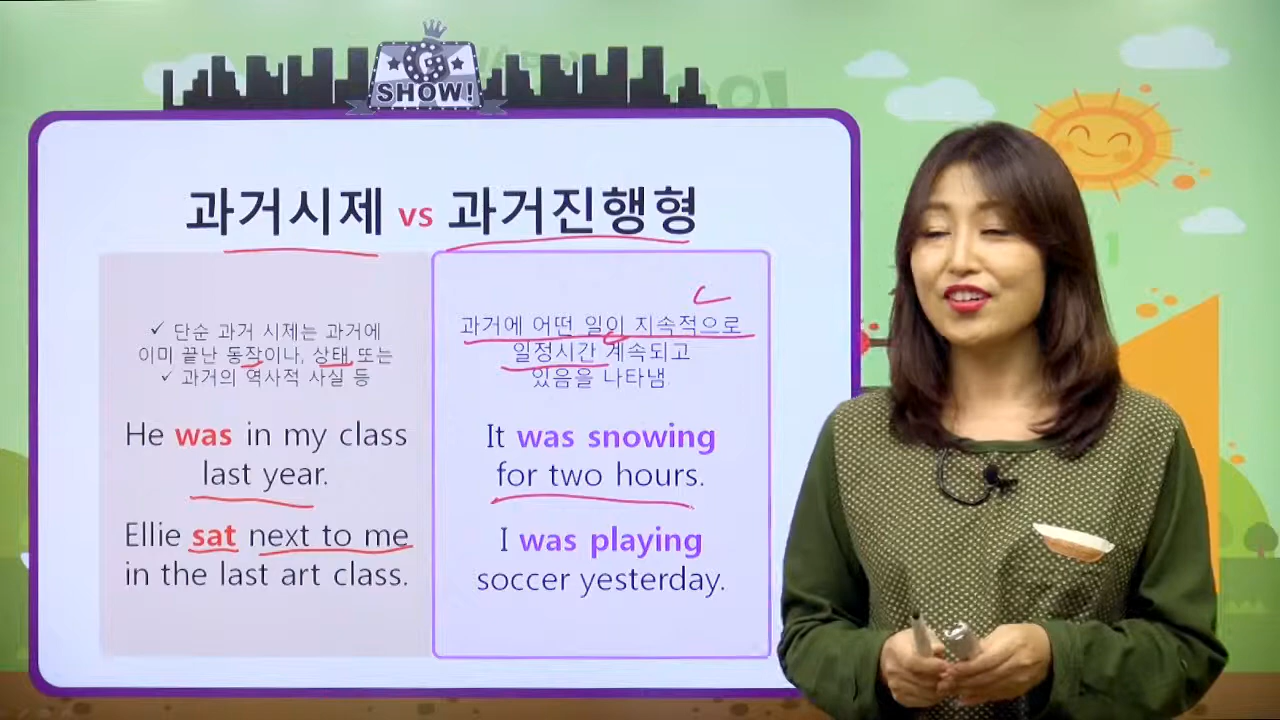 G
SHOW!
과거시제 vs 과거진행형
✓ 단순 과거 시제는 과거에
이미 끝난 동작이나, 상태 또는
✓ 과거의 역사적 사실 등
He was in my class
last year.
Ellie sat next to me
in the last art class.
과거에 어떤 일이 지속적으로
일정시간 계속되고
있음을 나타냄
It was snowing
for two hours.
I was playing
soccer yesterday.